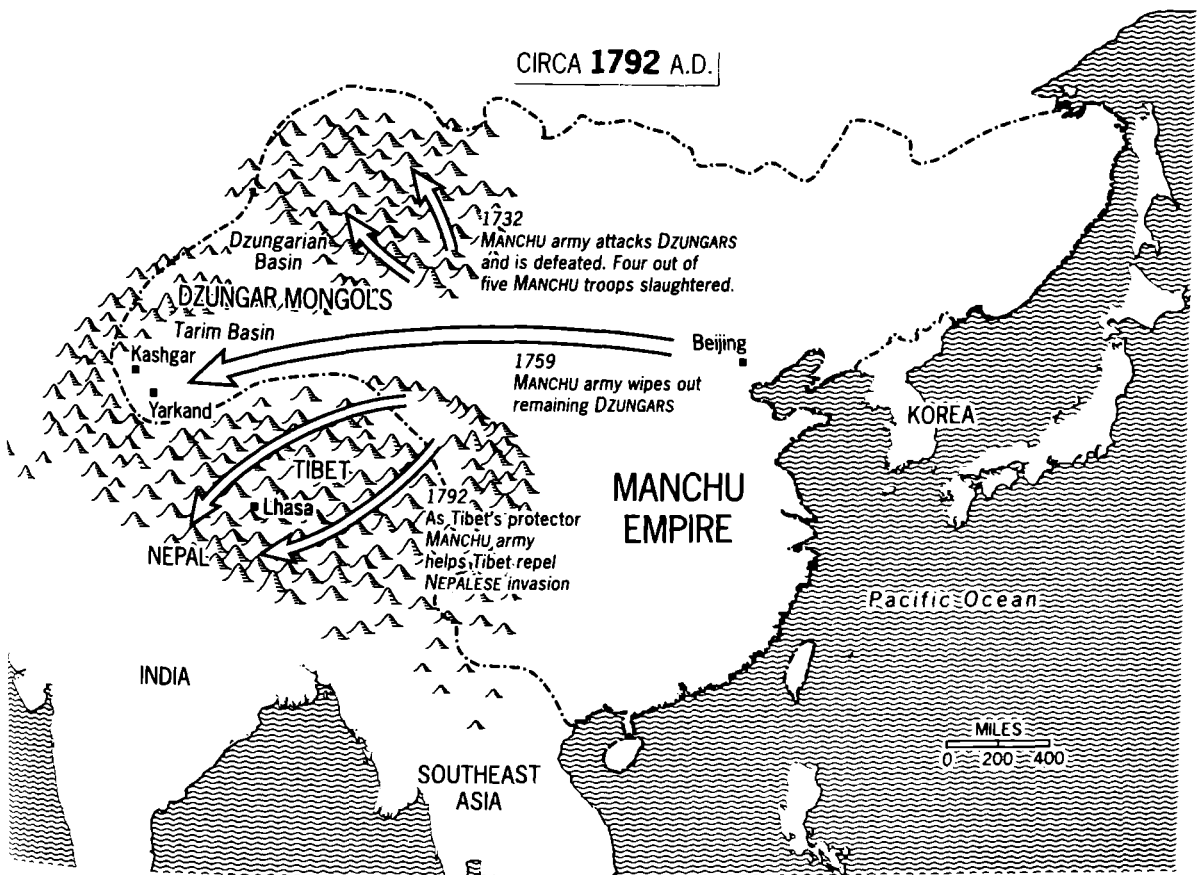 CIRCA 1792 A.D.
1732
MANCHU army attacks DZUNGARS
and is defeated. Four out of
five MANCHU troops slaughtered.
Dzungarian
Basin
DZUNGAR MONGOLS
Tarim Basin
Kashgar
Yarkand
Beijing
1759
MANCHU army wipes out
remaining DZUNGARS
KOREA
TIBET
Lhasa
NEPAL
1792
As Tibet's protector
MANCHU army
helps Tibet repel
NEPALESE invasion
MANCHU
EMPIRE
Pacific Ocean
INDIA
SOUTHEAST
ASIA
MILES
0 200 400